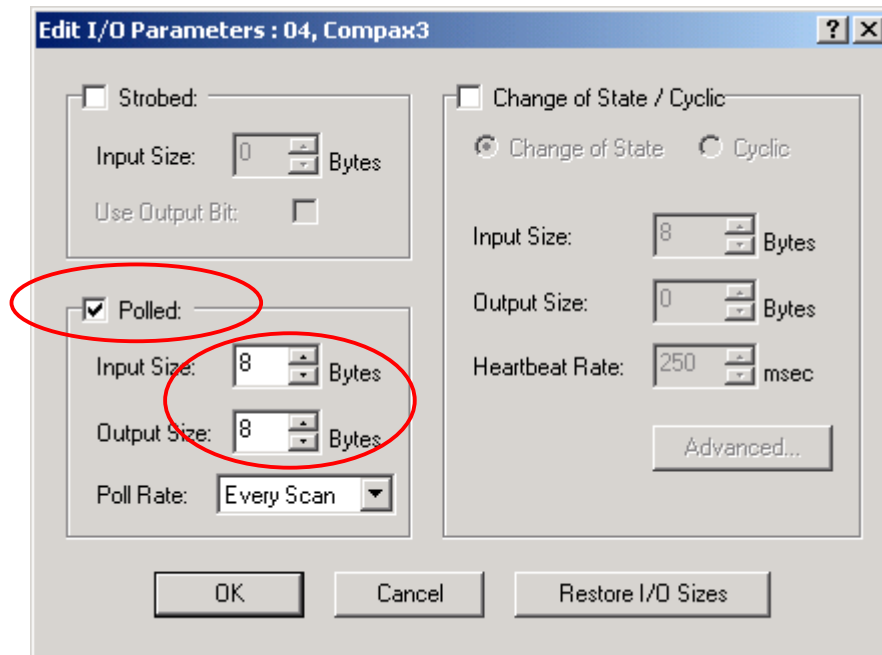 Edit I/O Parameters : 04, Compax3
Strobed:
Input Size: 0 Bytes
Use Output Bit:
Polled:
Input Size: 8 Bytes
Output Size: 8 Bytes
Poll Rate: Every Scan
Change of State / Cyclic
Change of State Cyclic
Input Size: 8 Bytes
Output Size: 0 Bytes
Heartbeat Rate: 250 msec
Advanced...
OK Cancel Restore I/O Sizes